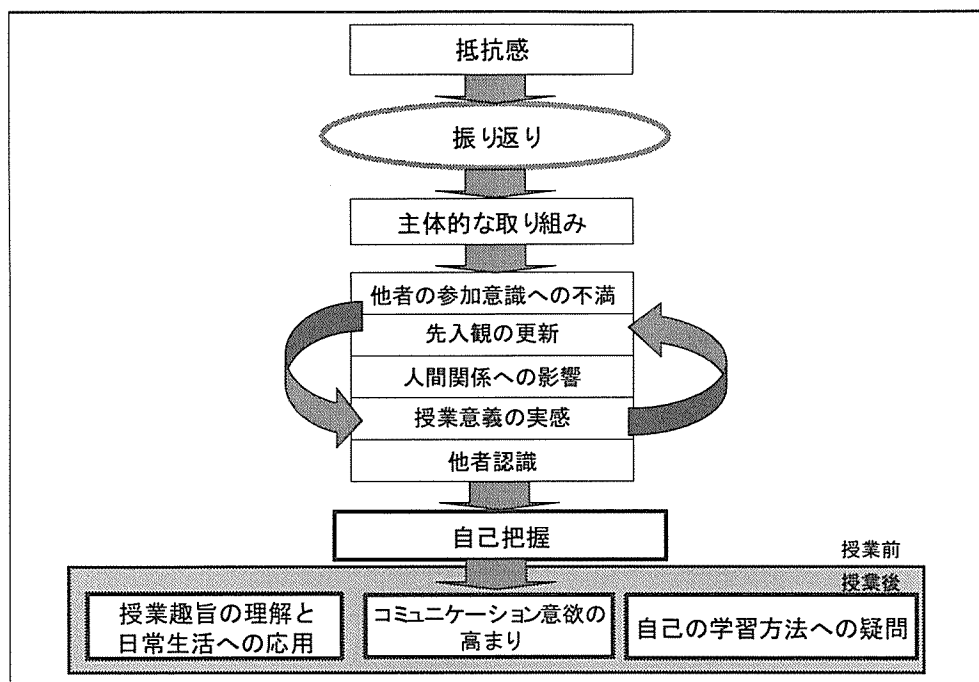 抵抗感
振り返り
主体的な取り組み
他者の参加意識への不満
先入観の更新
人間関係への影響
授業意義の実感
他者認識
自己把握
授業前
授業後
授業趣旨の理解と
日常生活への応用
コミュニケーション意欲の
高まり
自己の学習方法への疑問